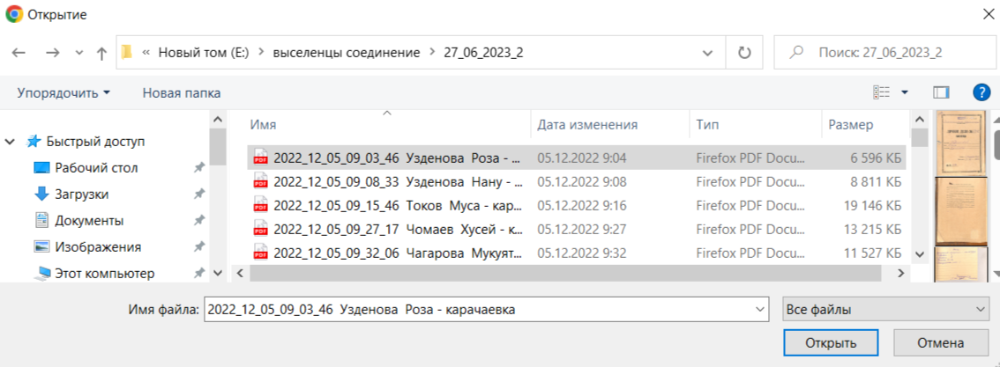 Открытие
« Новый том (E:) › выселенцы соединение › 27_06_2023_2
Поиск: 27_06_2023_2
Упорядочить Новая папка
Имя Дата изменения Тип Размер
Быстрый доступ
Рабочий стол
Загрузки
Документы
Изображения
Этот компьютер
PDF 2022_12_05_09_03_46 Узденова Роза - ... 05.12.2022 9:04 Firefox PDF Docu... 6 596 КБ
PDF 2022_12_05_09_08_33 Узденова Нану - ... 05.12.2022 9:08 Firefox PDF Docu... 8 811 КБ
PDF 2022_12_05_09_15_46 Токов Муса - кар... 05.12.2022 9:16 Firefox PDF Docu... 19 146 КБ
PDF 2022_12_05_09_27_17 Чомаев Хусей - к... 05.12.2022 9:27 Firefox PDF Docu... 13 215 КБ
PDF 2022_12_05_09_32_06 Чагарова Мукуят... 05.12.2022 9:32 Firefox PDF Docu... 11 527 КБ
Имя файла: 2022_12_05_09_03_46 Узденова Роза - карачаевка
Все файлы
Открыть Отмена